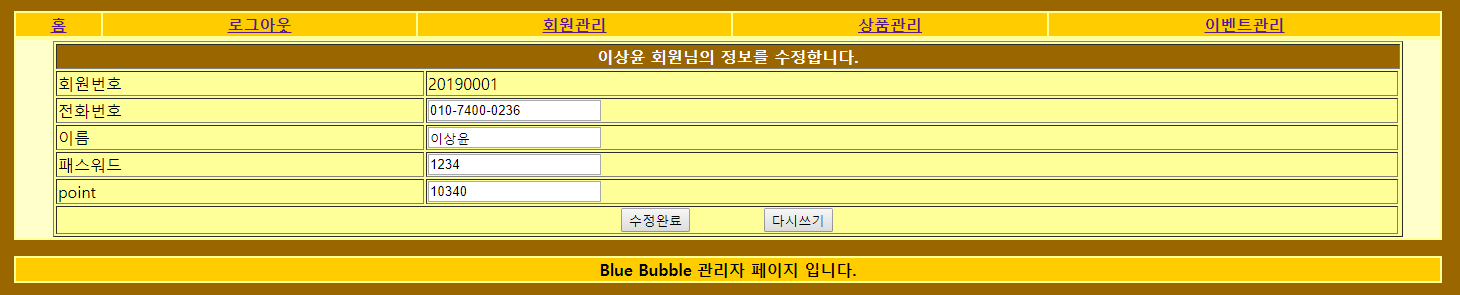 홈 로그아웃 회원관리 상품관리 이벤트관리
이상윤 회원님의 정보를 수정합니다.
회원번호 20190001
전화번호 010-7400-0236
이름 이상윤
패스워드 1234
point 10340
수정완료 다시쓰기
Blue Bubble 관리자 페이지 입니다.